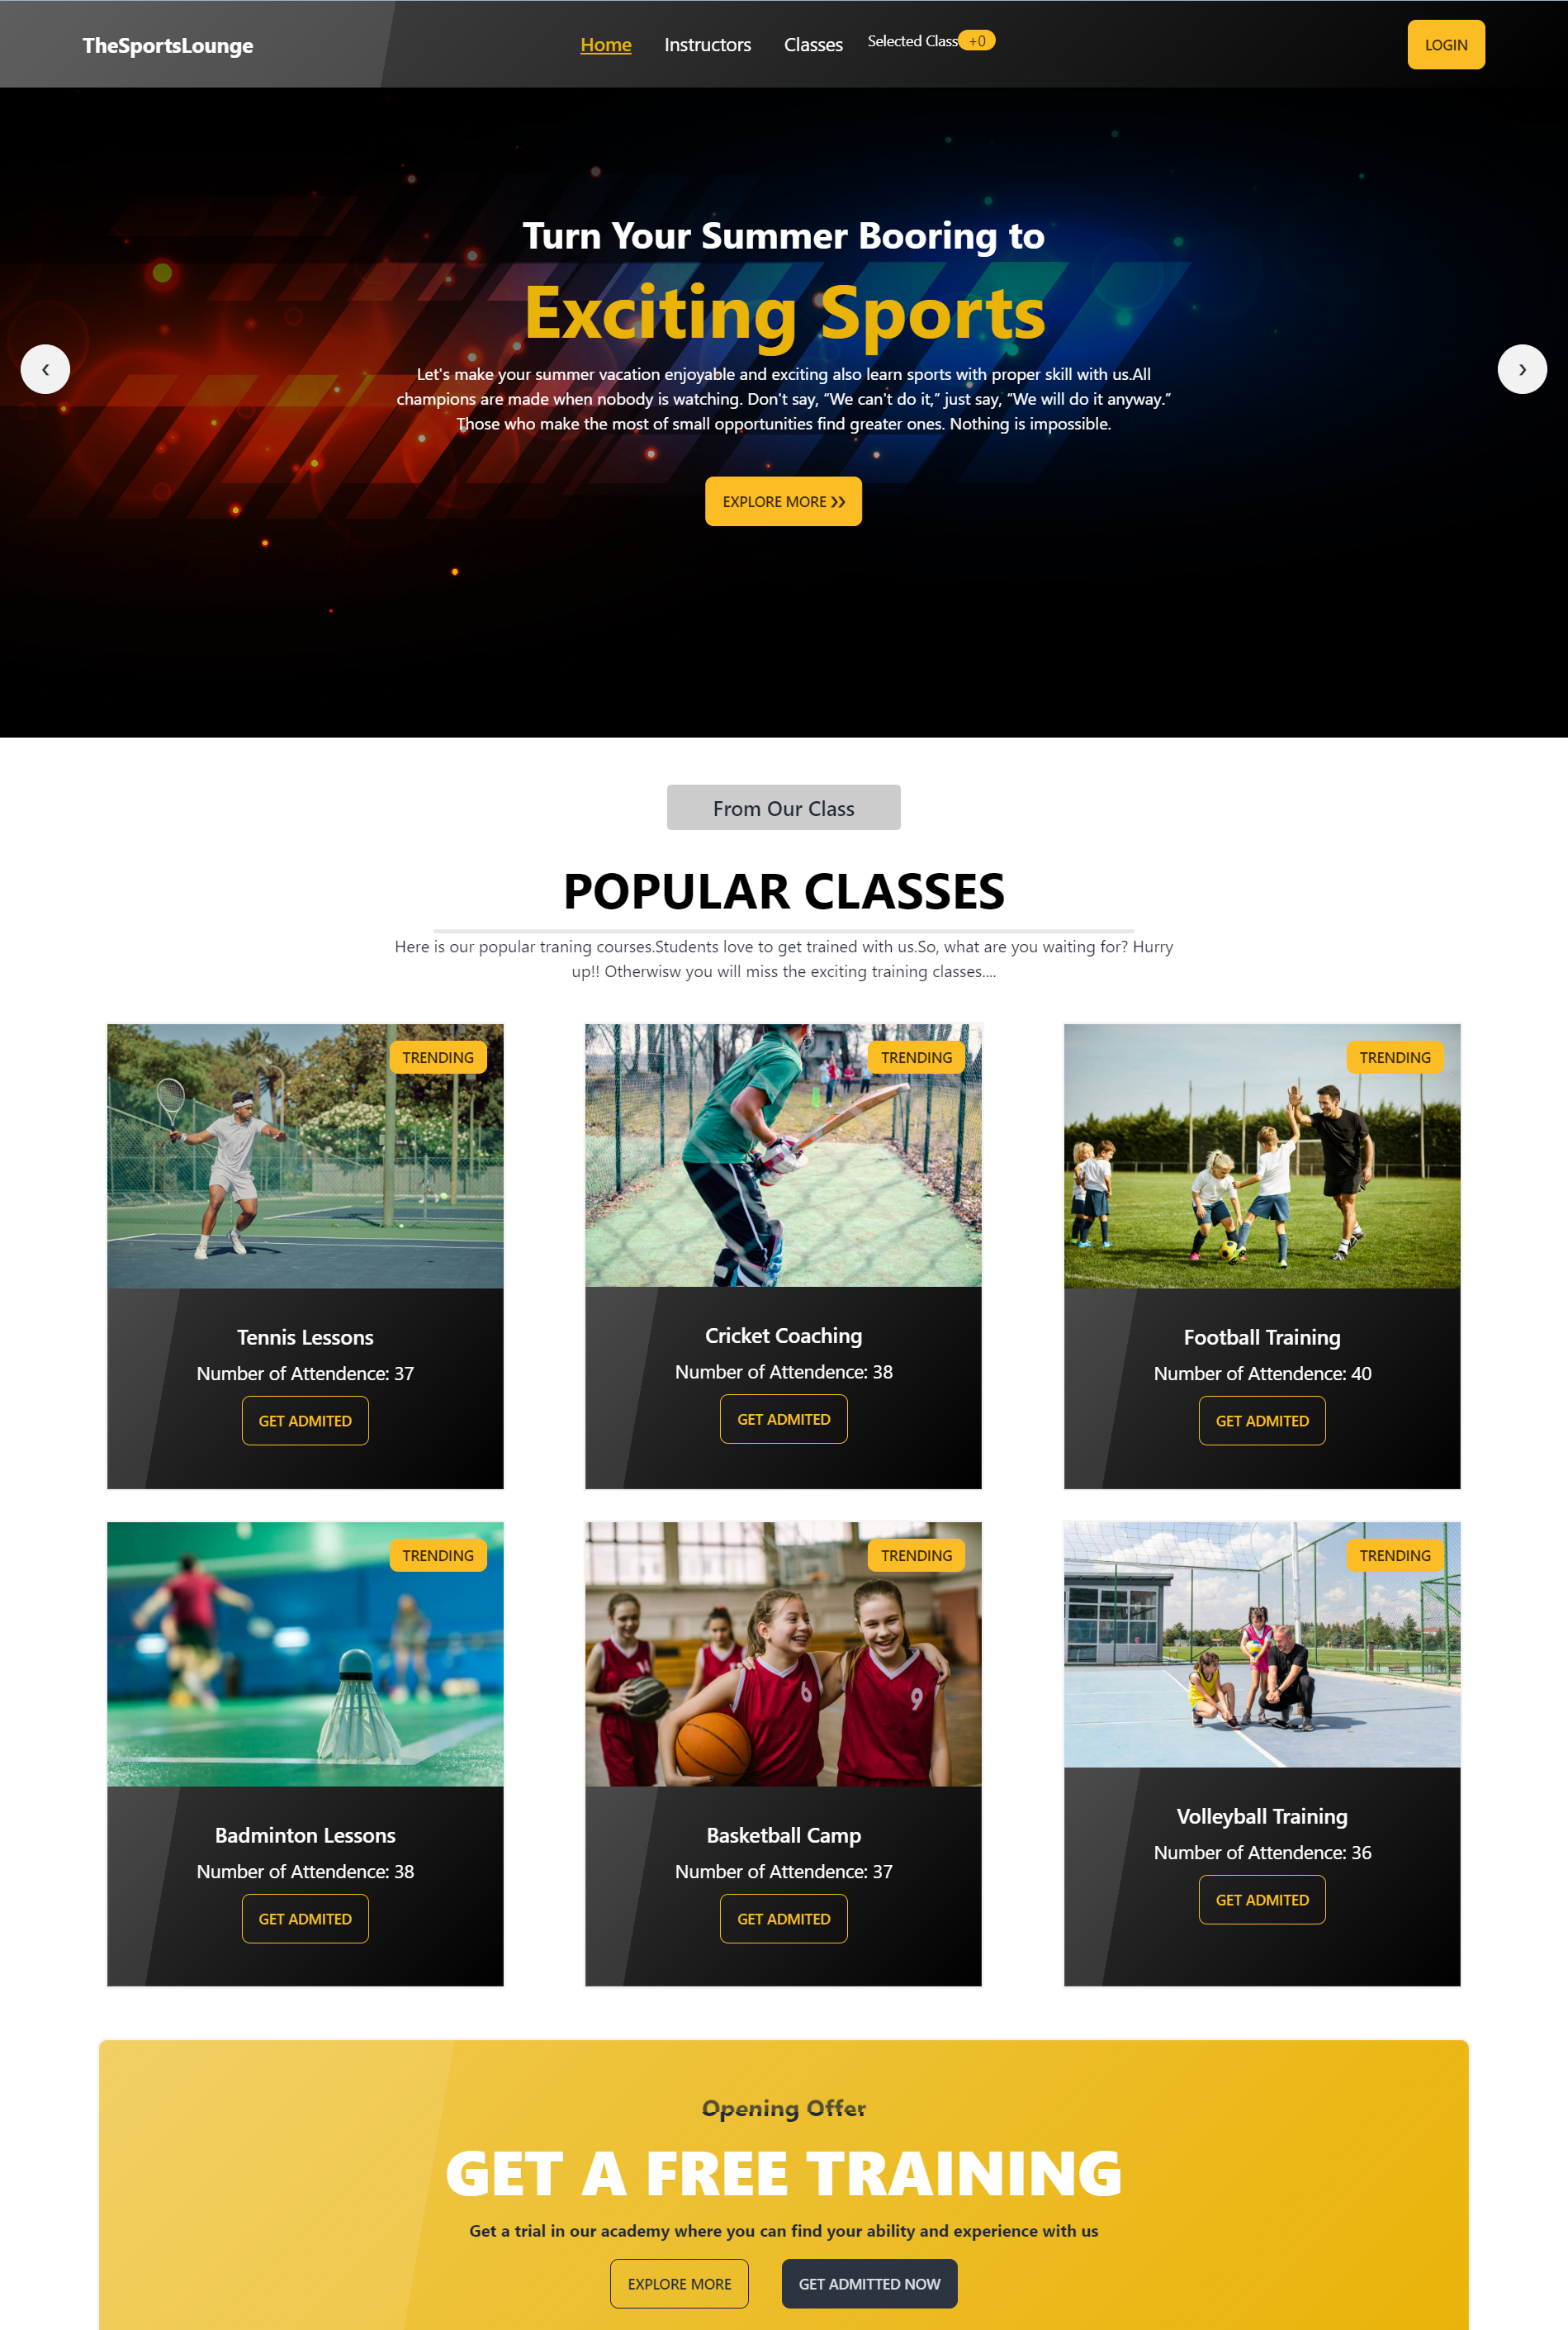 TheSportsLounge
Home
Instructors
Classes
Selected Class
+0
LOGIN
Turn Your Summer Booring to
Exciting Sports
Let's make your summer vacation enjoyable and exciting also learn sports with proper skill with us.All
champions are made when nobody is watching. Don't say, “We can't do it,” just say, “We will do it anyway.”
Those who make the most of small opportunities find greater ones. Nothing is impossible.
‹
›
EXPLORE MORE »
From Our Class
POPULAR CLASSES
Here is our popular traning courses.Students love to get trained with us.So, what are you waiting for? Hurry
up!! Otherwisw you will miss the exciting training classes....
TRENDING
TRENDING
TRENDING
Tennis Lessons
Number of Attendence: 37
GET ADMITED
Cricket Coaching
Number of Attendence: 38
GET ADMITED
Football Training
Number of Attendence: 40
GET ADMITED
TRENDING
TRENDING
6
9
TRENDING
Badminton Lessons
Number of Attendence: 38
GET ADMITED
Basketball Camp
Number of Attendence: 37
GET ADMITED
Volleyball Training
Number of Attendence: 36
GET ADMITED
Opening Offer
GET A FREE TRAINING
Get a trial in our academy where you can find your ability and experience with us
EXPLORE MORE
GET ADMITTED NOW